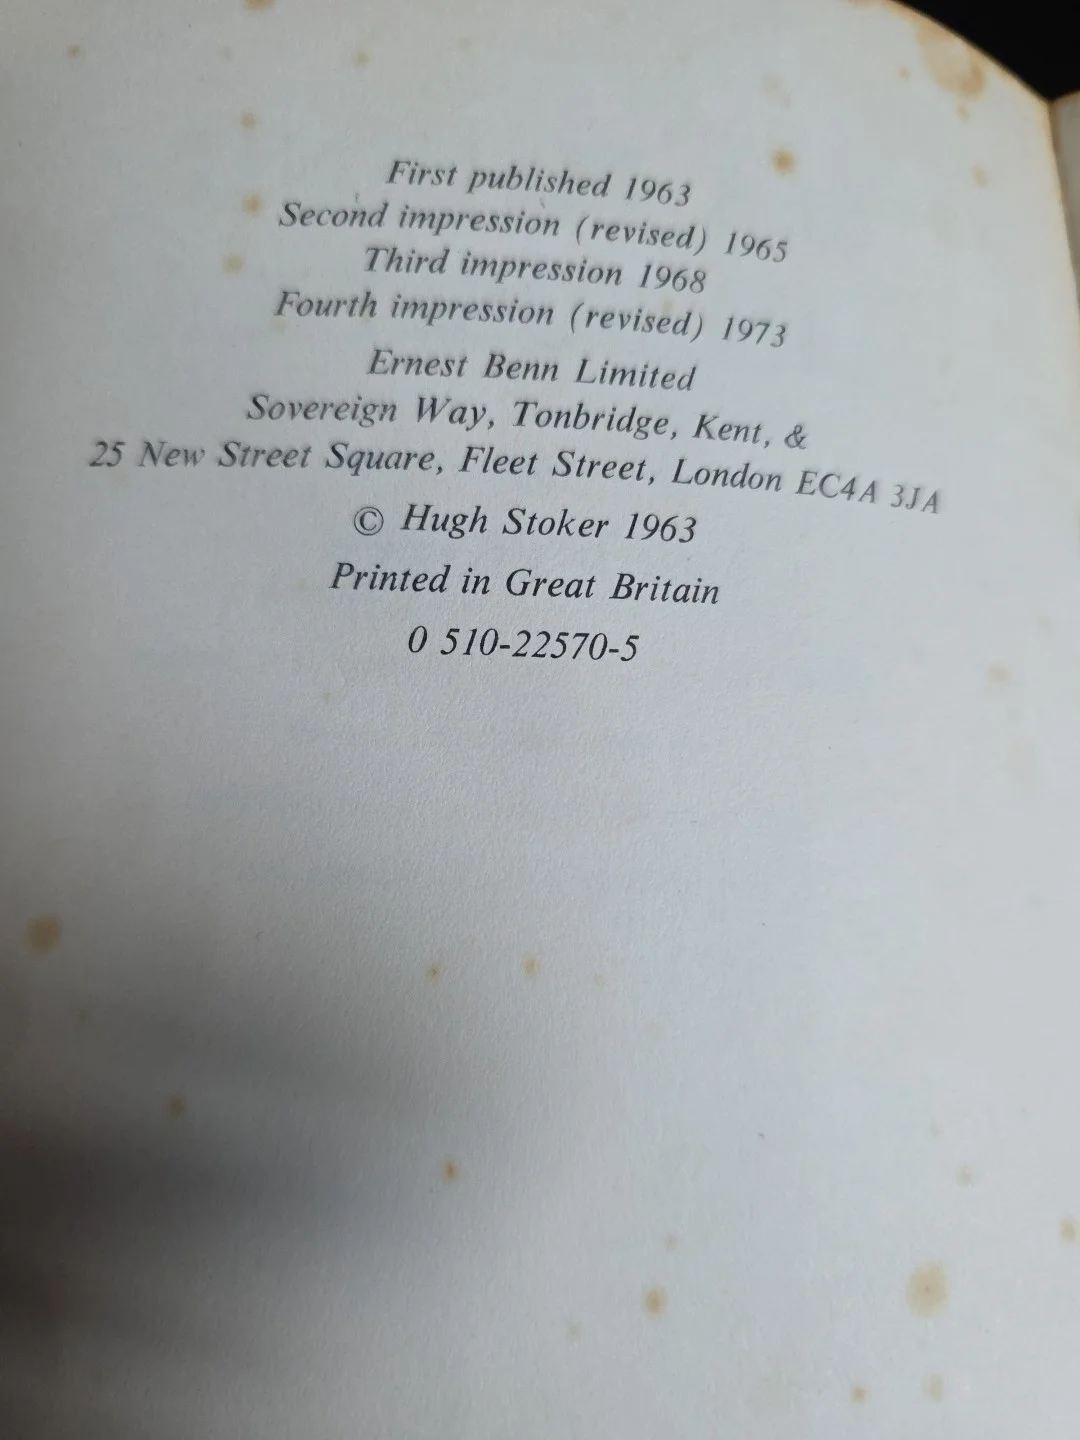 First published 1963
Second impression (revised) 1965
Third impression 1968
Fourth impression (revised) 1973
Ernest Benn Limited
Sovereign Way, Tonbridge, Kent, &
25 New Street Square, Fleet Street, London EC4A 3JA
© Hugh Stoker 1963
Printed in Great Britain
0 510-22570-5